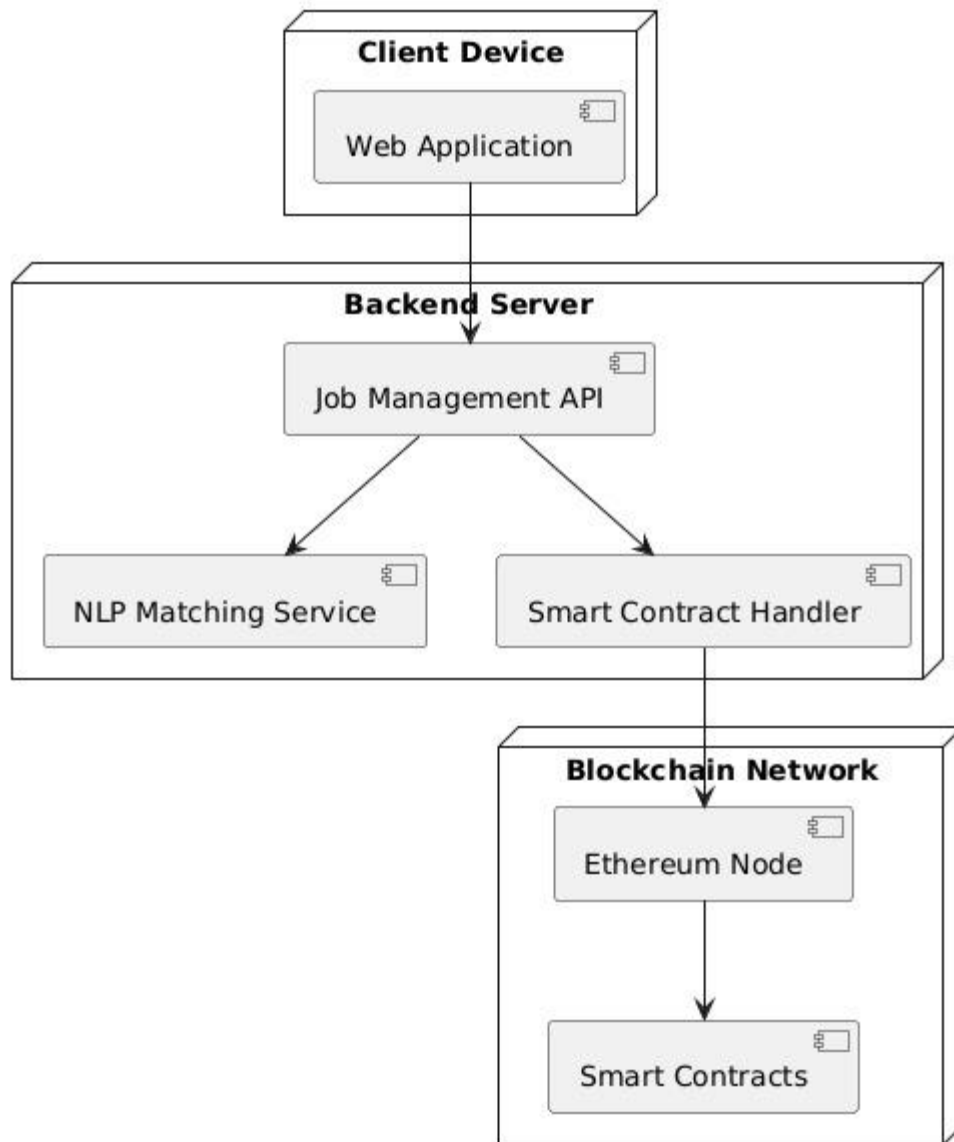 Client Device
Web Application
Backend Server
Job Management API
NLP Matching Service
Smart Contract Handler
Blockchain Network
Ethereum Node
Smart Contracts